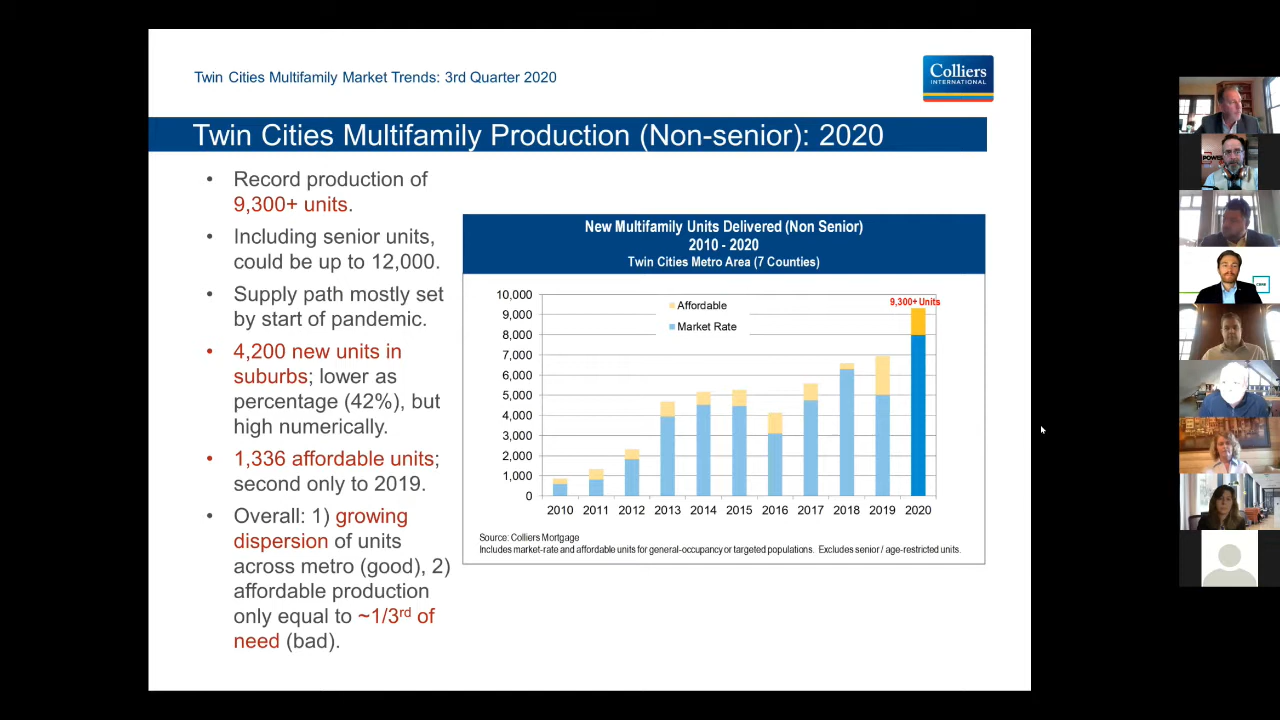 Twin Cities Multifamily Market Trends: 3rd Quarter 2020
Colliers
INTERNATIONAL
Twin Cities Multifamily Production (Non-senior): 2020
• Record production of
9,300+ units.
• Including senior units,
could be up to 12,000.
• Supply path mostly set
by start of pandemic.
• 4,200 new units in
suburbs; lower as
percentage (42%), but
high numerically.
• 1,336 affordable units;
second only to 2019.
• Overall: 1) growing
dispersion of units
across metro (good), 2)
affordable production
only equal to ~1/3rd of
need (bad).
New Multifamily Units Delivered (Non Senior)
2010 - 2020
Twin Cities Metro Area (7 Counties)
10,000
9,000
8,000
7,000
6,000
5,000
4,000
3,000
2,000
1,000
0
Affordable
Market Rate
9,300+ Units
2010 2011 2012 2013 2014 2015 2016 2017 2018 2019 2020
Source: Colliers Mortgage
Includes market-rate and affordable units for general-occupancy or targeted populations. Excludes senior / age-restricted units.
POWER